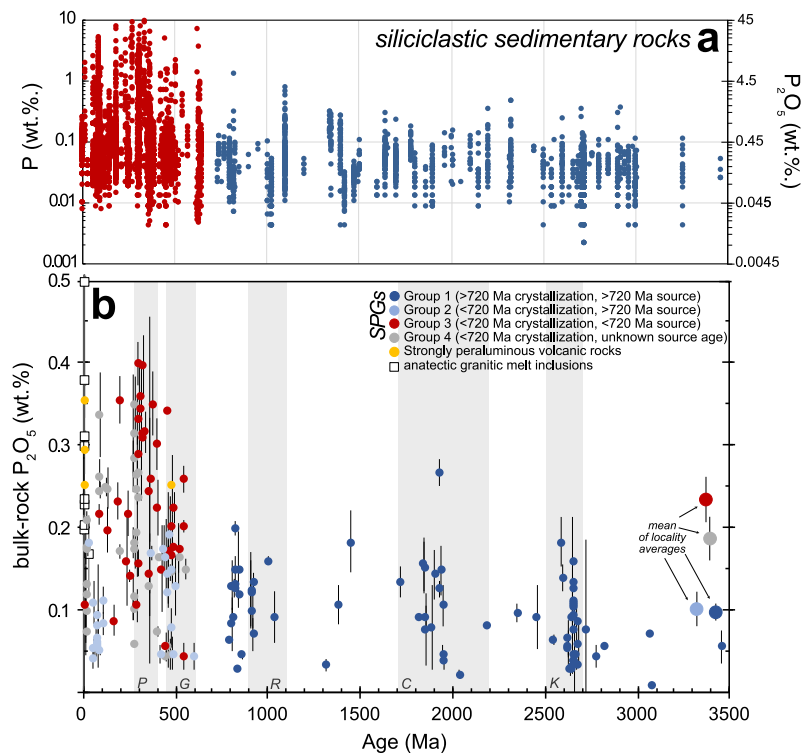 siliciclastic sedimentary rocks a
P (wt.%.)
10
1
0.1
0.01
0.001
P2O5 (wt.%.)
45
4.5
0.45
0.045
0.0045
b
bulk-rock P2O5 (wt.%)
0.5
0.4
0.3
0.2
0.1
SPGs
Group 1 (>720 Ma crystallization, >720 Ma source)
Group 2 (<720 Ma crystallization, >720 Ma source)
Group 3 (<720 Ma crystallization, <720 Ma source)
Group 4 (<720 Ma crystallization, unknown source age)
Strongly peraluminous volcanic rocks
anatectic granitic melt inclusions
mean
of locality
averages
P G R C K
0 500 1000 1500 2000 2500 3000 3500
Age (Ma)